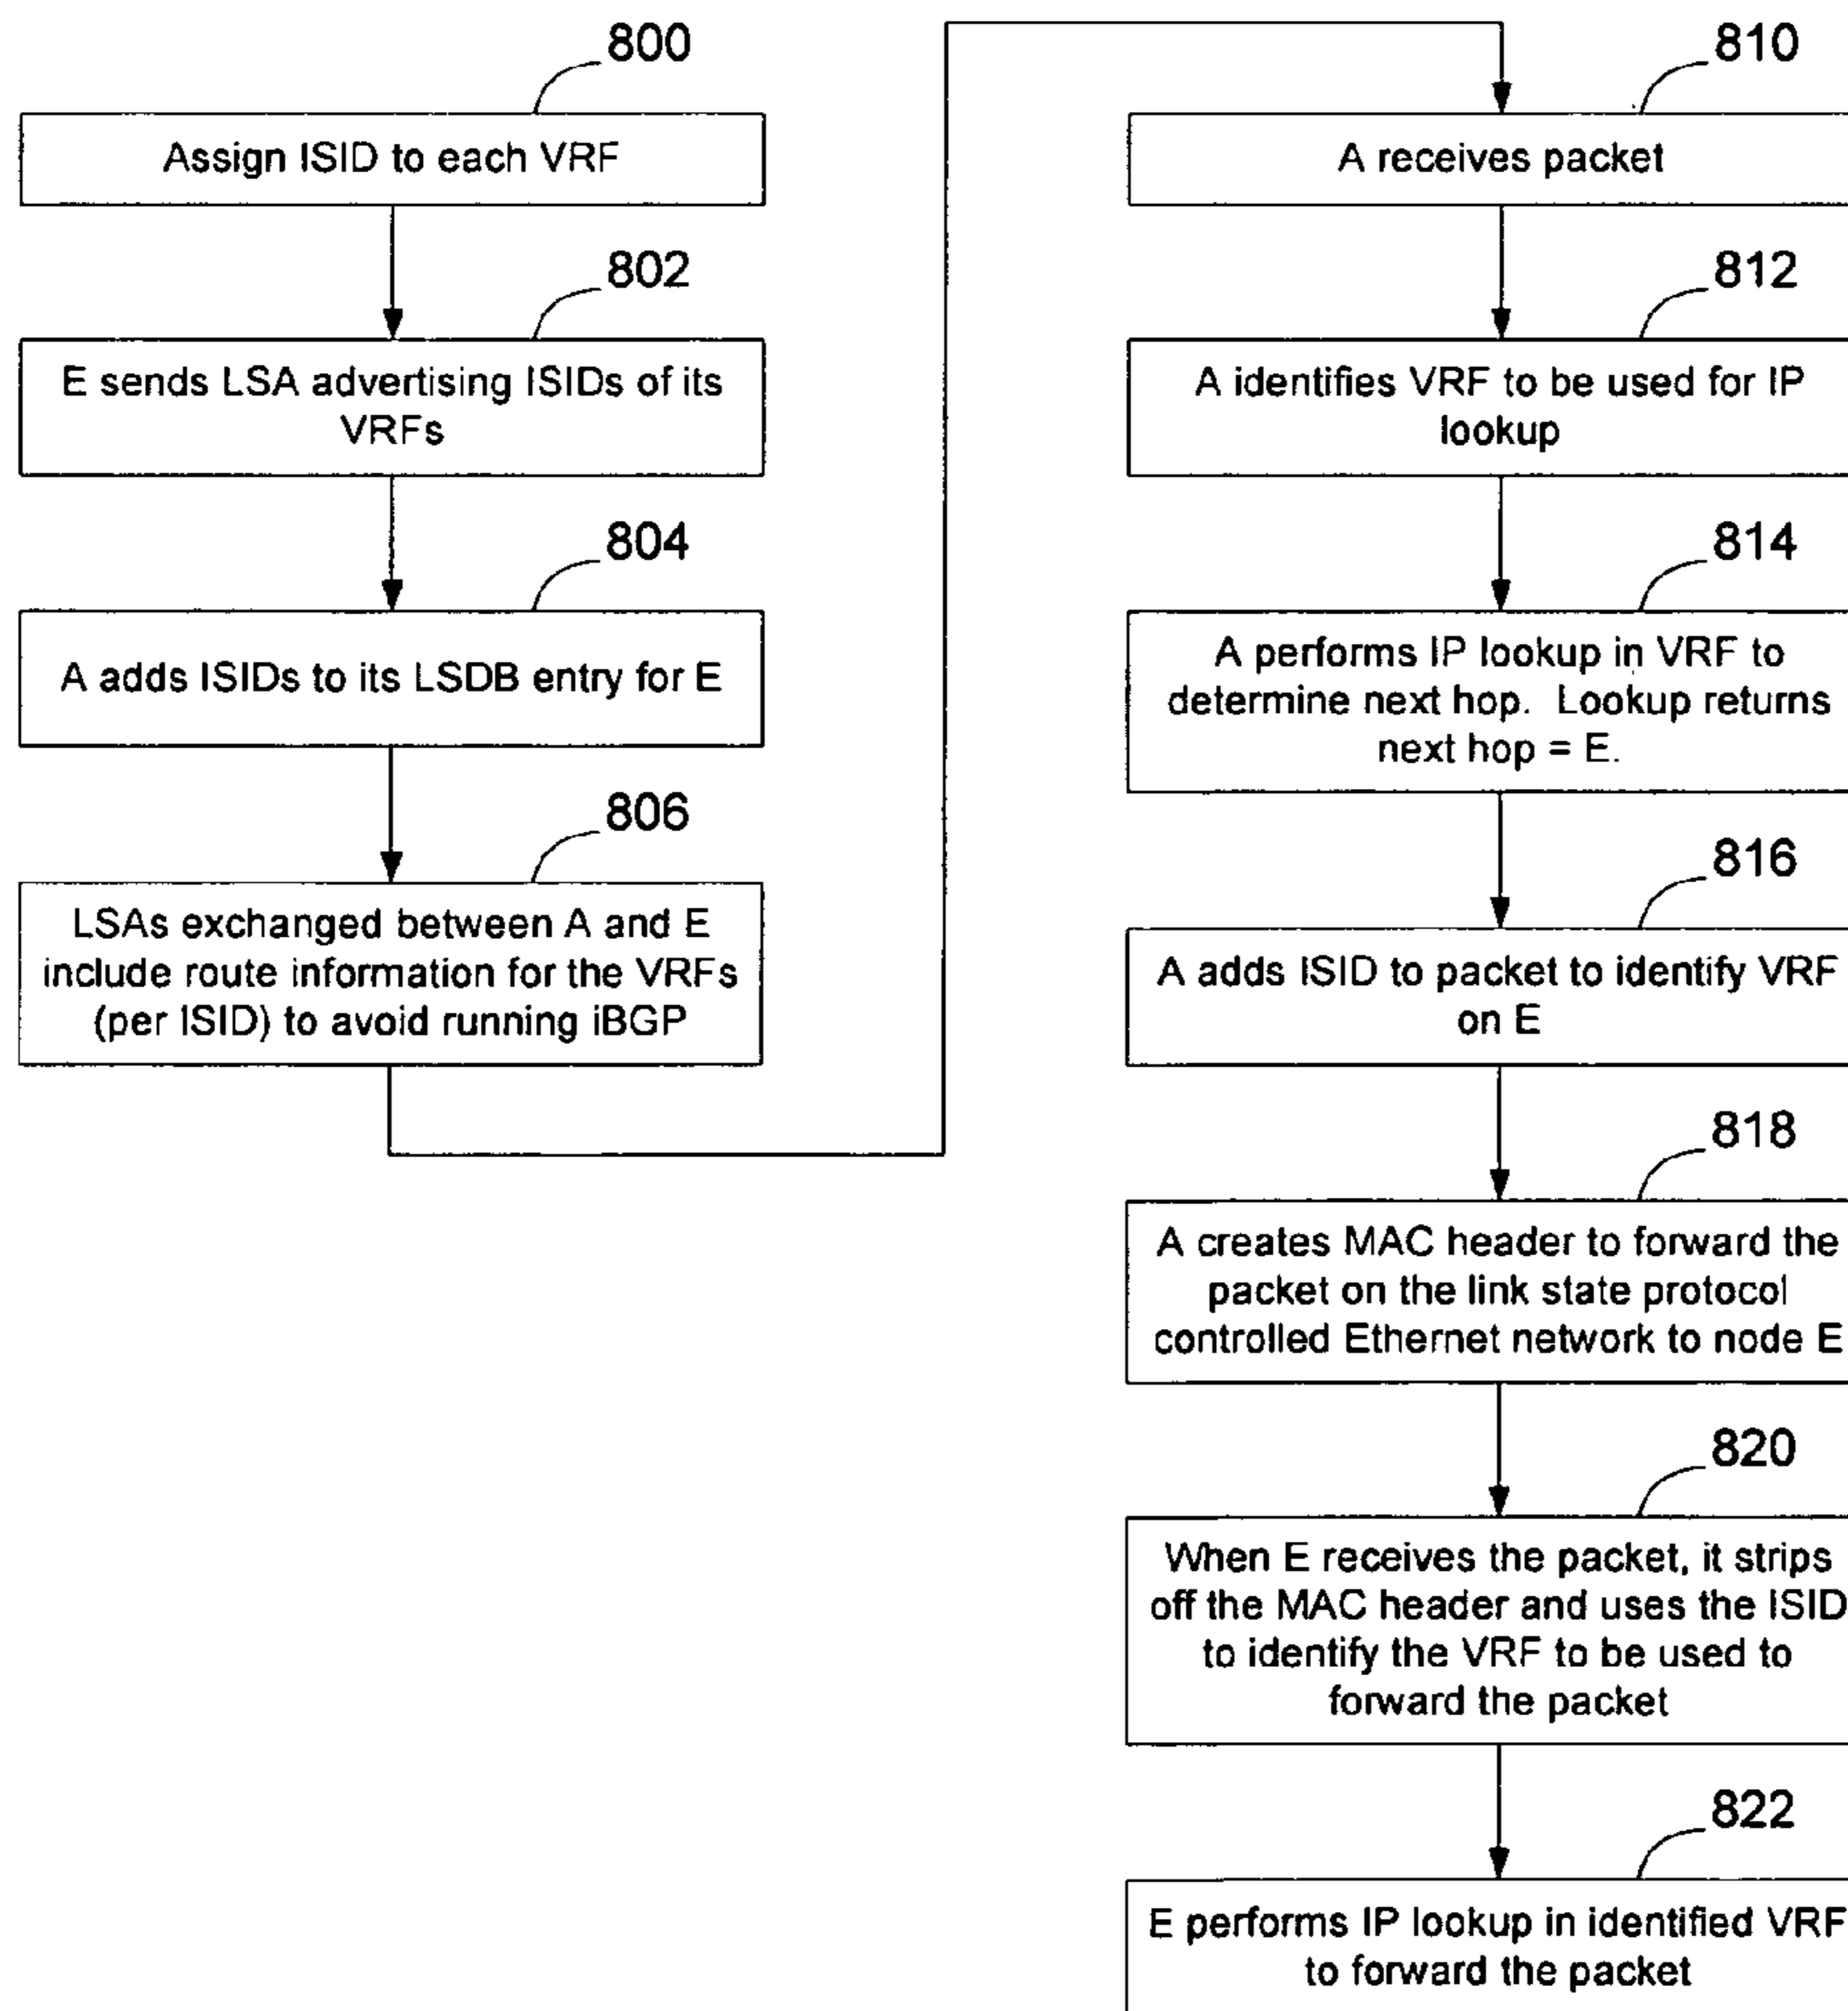 800
Assign ISID to each VRF
802
E sends LSA advertising ISIDs of its
VRFs
804
A adds ISIDs to its LSDB entry for E
806
LSAs exchanged between A and E
include route information for the VRFs
(per ISID) to avoid running iBGP
810
A receives packet
812
A identifies VRF to be used for IP
lookup
814
A performs IP lookup in VRF to
determine next hop. Lookup returns
next hop = E.
816
A adds ISID to packet to identify VRF
on E
818
A creates MAC header to forward the
packet on the link state protocol
controlled Ethernet network to node E
820
When E receives the packet, it strips
off the MAC header and uses the ISID
to identify the VRF to be used to
forward the packet
822
E performs IP lookup in identified VRF
to forward the packet